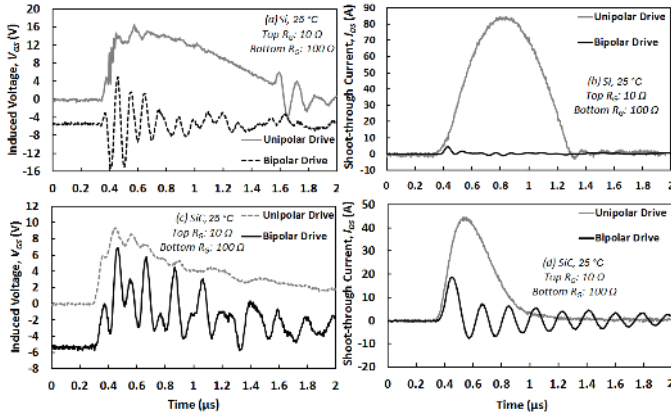 Induced Voltage, VGS (V)
20
16
12
8
4
0
-4
-8
-12
-16
(a) Si, 25 °C
Top RG: 10 Ω
Bottom RG: 100 Ω
Unipolar Drive
Bipolar Drive
0 0.2 0.4 0.6 0.8 1 1.2 1.4 1.6 1.8 2
Shoot-through Current, IDS (A)
90
80
70
60
50
40
30
20
10
0
-10
Unipolar Drive
Bipolar Drive
(b) Si, 25 °C
Top RG: 10 Ω
Bottom RG: 100 Ω
0 0.2 0.4 0.6 0.8 1 1.2 1.4 1.6 1.8 2
Induced Voltage, VGS (V)
12
10
8
6
4
2
0
-2
-4
-6
-8
(c) SiC, 25 °C
Top RG: 10 Ω
Bottom RG: 100 Ω
Unipolar Drive
Bipolar Drive
0 0.2 0.4 0.6 0.8 1 1.2 1.4 1.6 1.8 2
Time (µs)
Shoot-through Current, IDS (A)
50
40
30
20
10
0
-10
-20
Unipolar Drive
Bipolar Drive
(d) SiC, 25 °C
Top RG: 10 Ω
Bottom RG: 100 Ω
0 0.2 0.4 0.6 0.8 1 1.2 1.4 1.6 1.8 2
Time (µs)